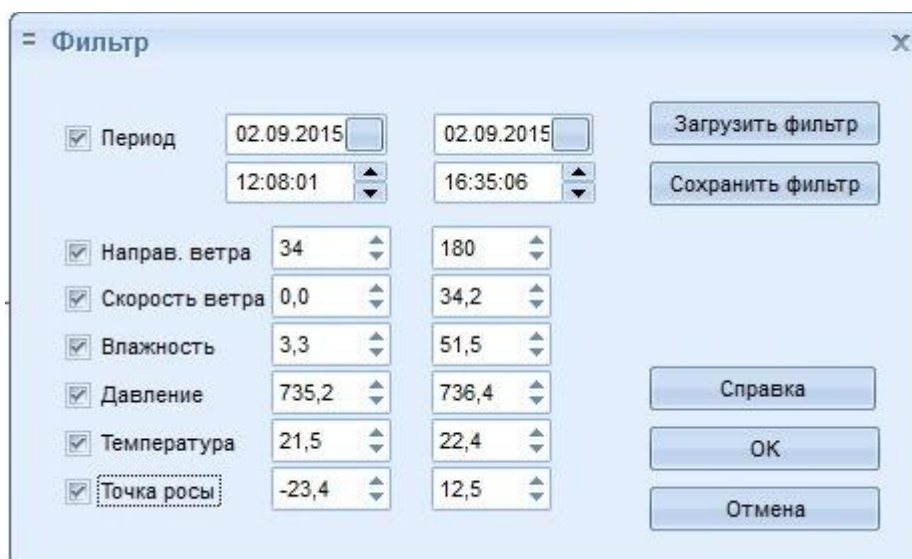 Фильтр
Период 02.09.2015 02.09.2015 Загрузить фильтр
12:08:01 16:35:06 Сохранить фильтр
Направ. ветра 34 180
Скорость ветра 0,0 34,2
Влажность 3,3 51,5
Давление 735,2 736,4 Справка
Температура 21,5 22,4 ОК
Точка росы -23,4 12,5 Отмена